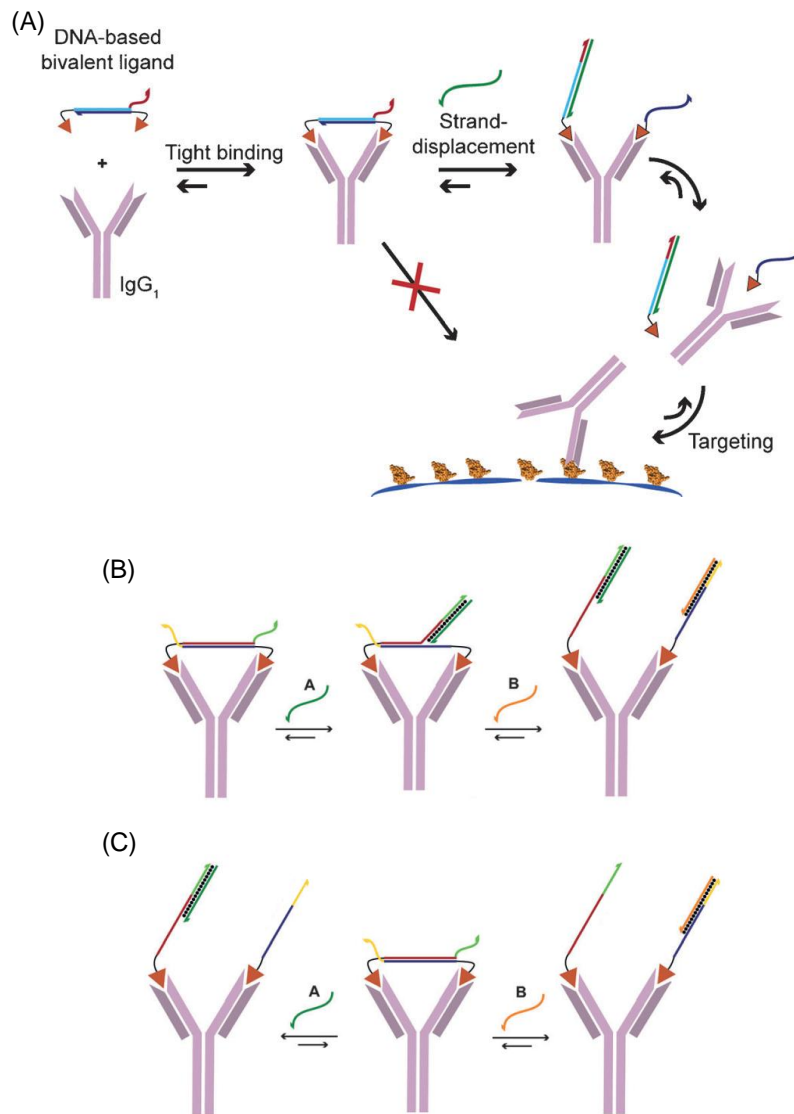 (A)
DNA-based
bivalent ligand
+
Tight binding
IgG1
Strand-
displacement
Targeting
(B)
A
B
(C)
A
B